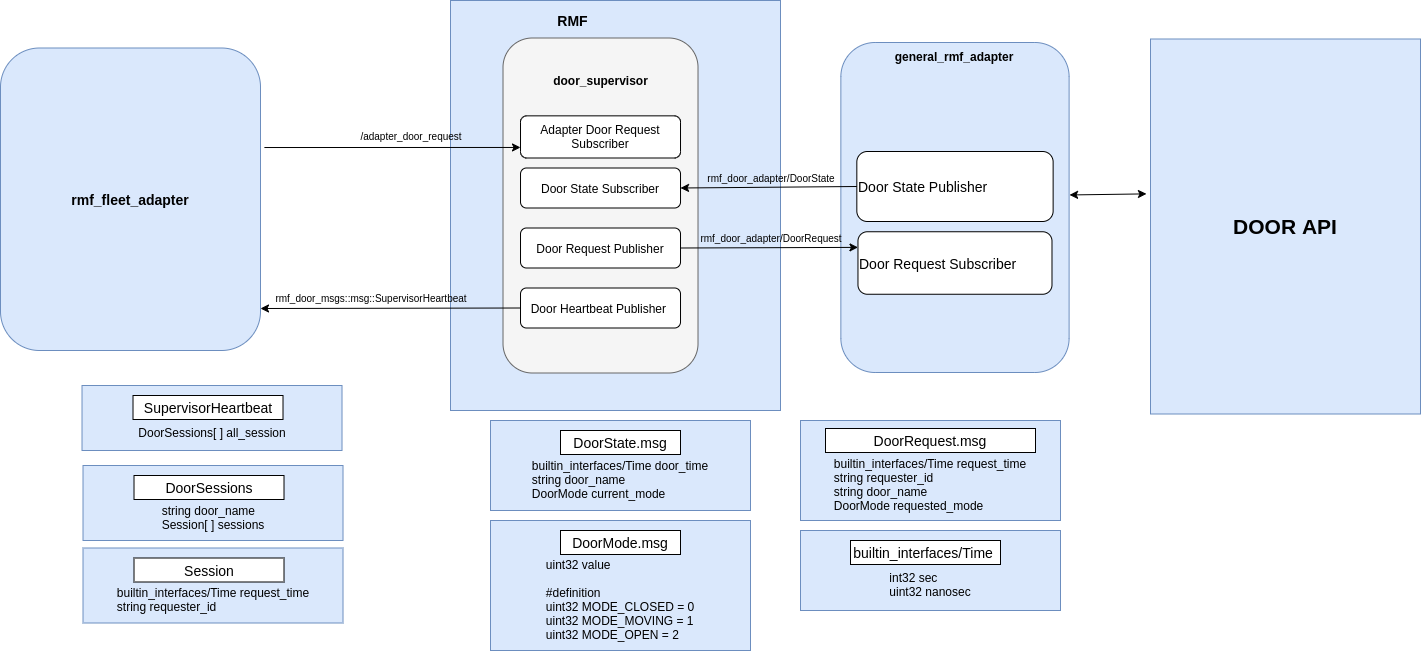 RMF
general_rmf_adapter
door_supervisor
/adapter_door_request
Adapter Door Request
Subscriber
rmf_door_adapter/DoorState
Door State Subscriber
Door State Publisher
rmf_fleet_adapter
DOOR API
rmf_door_adapter/DoorRequest
Door Request Publisher
Door Request Subscriber
rmf_door_msgs::msg::SupervisorHeartbeat
Door Heartbeat Publisher
SupervisorHeartbeat
DoorSessions[ ] all_session
DoorSessions
string door_name
Session[ ] sessions
Session
builtin_interfaces/Time request_time
string requester_id
DoorState.msg
builtin_interfaces/Time door_time
string door_name
DoorMode current_mode
DoorMode.msg
uint32 value
#definition
uint32 MODE_CLOSED = 0
uint32 MODE_MOVING = 1
uint32 MODE_OPEN = 2
DoorRequest.msg
builtin_interfaces/Time request_time
string requester_id
string door_name
DoorMode requested_mode
builtin_interfaces/Time
int32 sec
uint32 nanosec